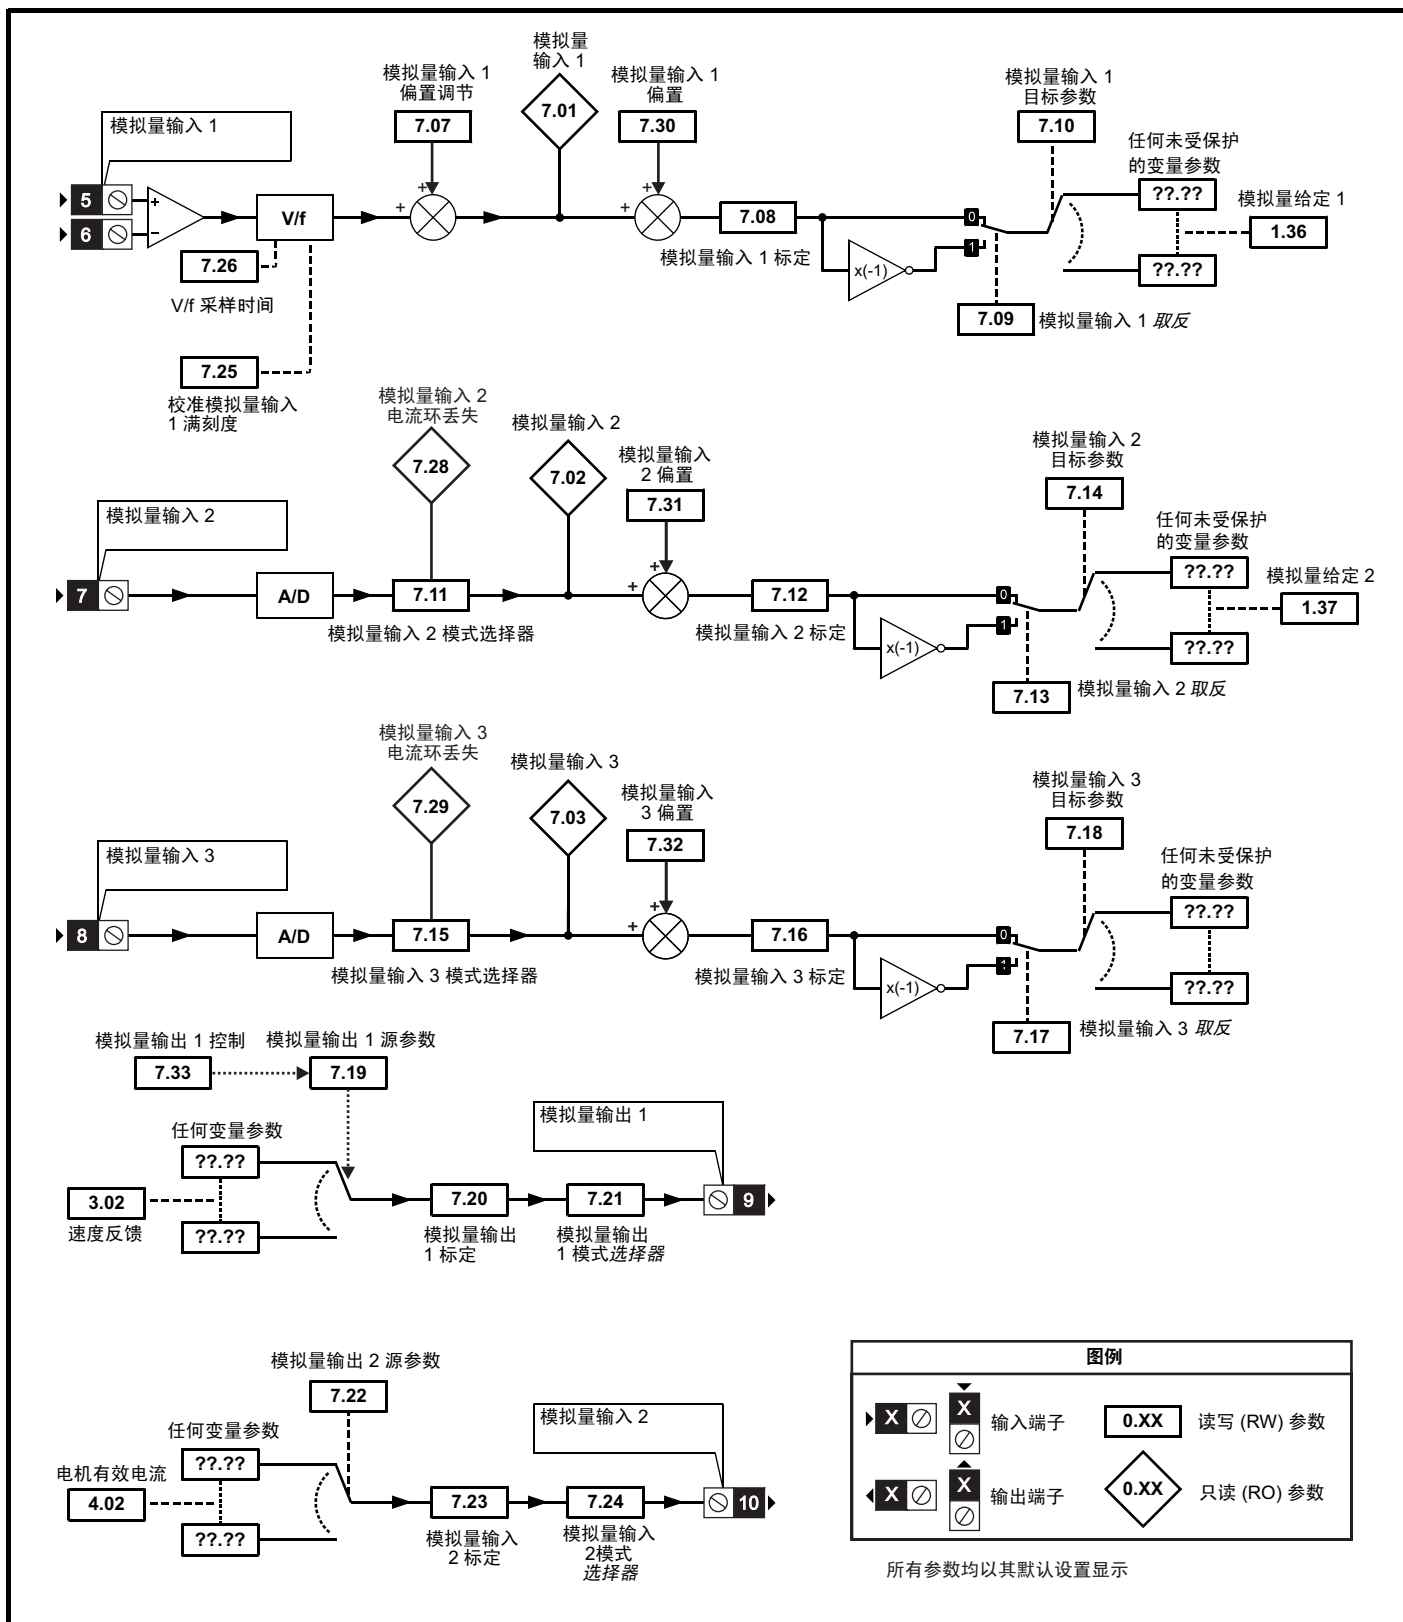 模拟量
输入 1
模拟量输入 1
偏置调节
模拟量输入 1
偏置
模拟量输入 1
目标参数
7.01
7.07
7.30
7.10
模拟量输入 1
任何未受保护
的变量参数
+
+
5
+
6
−
V/f
+
+
7.08
0
1
x(-1)
??.??
??.??
模拟量给定 1
1.36
7.26
V/f 采样时间
模拟量输入 1 标定
7.09
模拟量输入 1 取反
7.25
校准模拟量输入
1 满刻度
模拟量输入 2
电流环丢失
模拟量输入 2
模拟量输入
2 偏置
模拟量输入 2
目标参数
7.28
7.02
7.31
7.14
模拟量输入 2
任何未受保护
的变量参数
7
A/D
7.11
+
+
7.12
0
1
x(-1)
??.??
??.??
模拟量给定 2
1.37
模拟量输入 2 模式选择器
模拟量输入 2 标定
7.13
模拟量输入 2 取反
模拟量输入 3
电流环丢失
模拟量输入 3
模拟量输入
3 偏置
模拟量输入 3
目标参数
7.29
7.03
7.32
7.18
模拟量输入 3
任何未受保护
的变量参数
8
A/D
7.15
+
+
7.16
0
1
x(-1)
??.??
??.??
模拟量输入 3 模式选择器
模拟量输入 3 标定
7.17
模拟量输入 3 取反
模拟量输出 1 控制
模拟量输出 1 源参数
7.33
7.19
任何变量参数
??.??
??.??
3.02
速度反馈
7.20
模拟量输出
1 标定
7.21
模拟量输出
1 模式选择器
模拟量输出 1
9
模拟量输出 2 源参数
7.22
任何变量参数
??.??
??.??
电机有效电流
4.02
7.23
模拟量输入
2 标定
7.24
模拟量输入
2模式
选择器
模拟量输入 2
10
图例
X
X
输入端子
0.XX
读写 (RW) 参数
X
X
输出端子
0.XX
只读 (RO) 参数
所有参数均以其默认设置显示